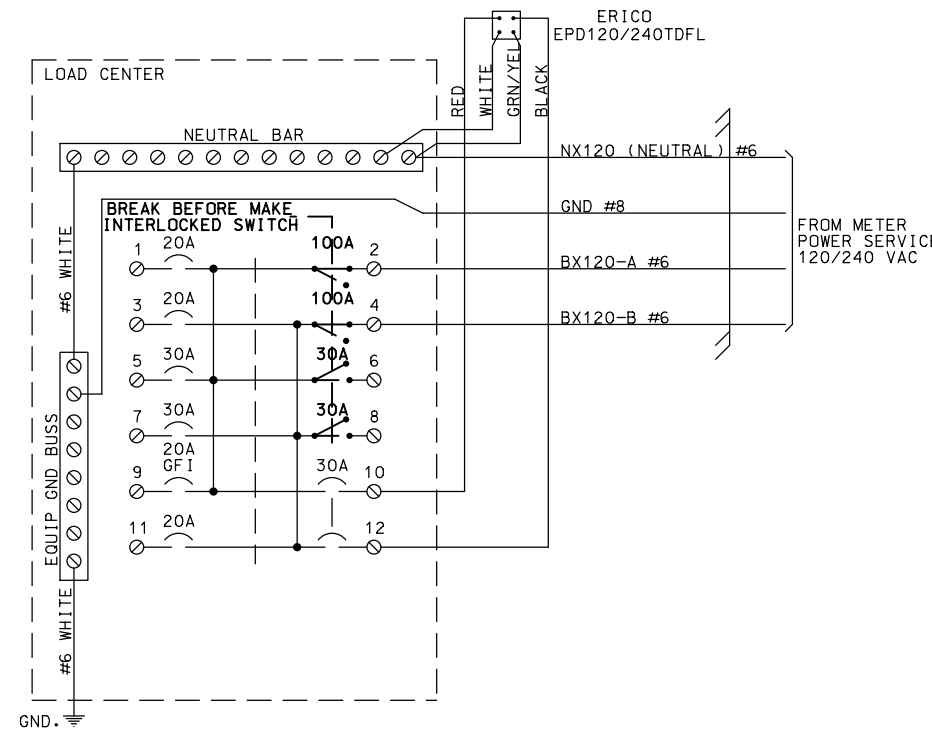 ERICO
EPD120/240TDFL
LOAD CENTER
RED
WHITE
GRN/YEL
BLACK
NEUTRAL BAR
NX120 (NEUTRAL) #6
BREAK BEFORE MAKE
INTERLOCKED SWITCH
GND #8
FROM METER
POWER SERVICE
120/240 VAC
#6 WHITE
1 20A 100A 2
BX120-A #6
3 20A 100A 4
BX120-B #6
5 30A 30A 6
7 30A 30A 8
20A
9 GFI 30A 10
11 20A 12
EQUIP GND BUSS
#6 WHITE
GND.